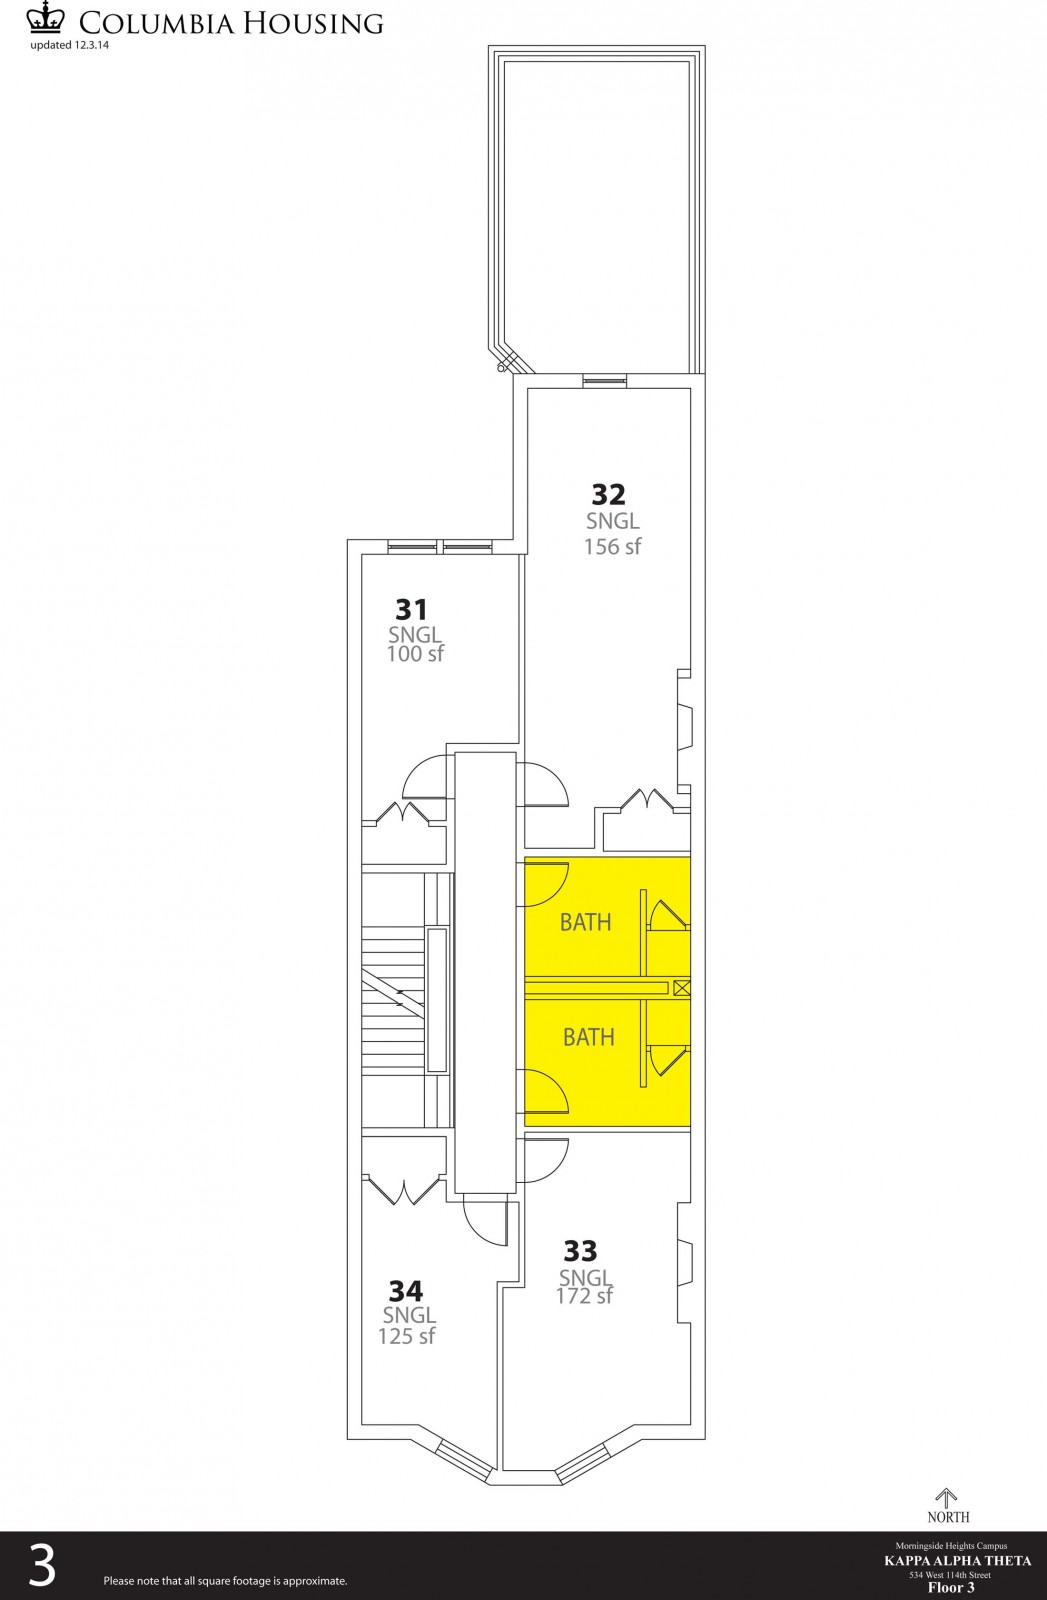 COLUMBIA HOUSING
updated 12.3.14
32
SNGL
156 sf
31
SNGL
100 sf
BATH
BATH
33
SNGL
172 sf
34
SNGL
125 sf
NORTH
3
Please note that all square footage is approximate.
Morningside Heights Campus
KAPPA ALPHA THETA
534 West 114th Street
Floor 3